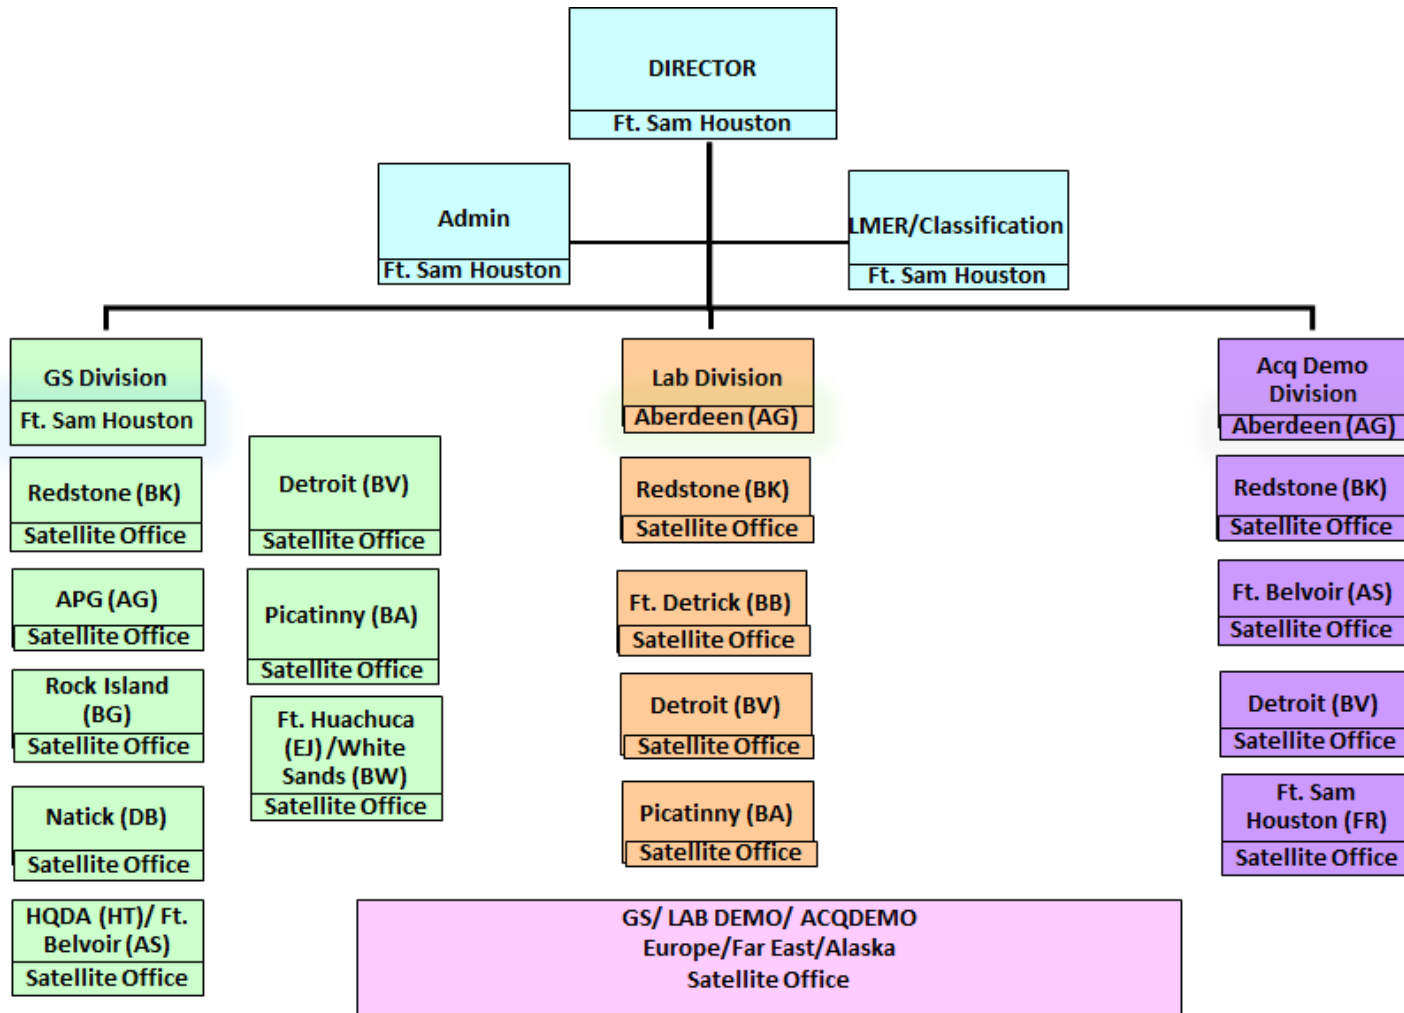 DIRECTOR
Ft. Sam Houston
Admin
Ft. Sam Houston
LMER/Classification
Ft. Sam Houston
GS Division
Ft. Sam Houston
Redstone (BK)
Satellite Office
APG (AG)
Satellite Office
Rock Island
(BG)
Satellite Office
Natick (DB)
Satellite Office
HQDA (HT)/ Ft.
Belvoir (AS)
Satellite Office
Detroit (BV)
Satellite Office
Picatinny (BA)
Satellite Office
Ft. Huachuca
(EJ) /White
Sands (BW)
Satellite Office
Lab Division
Aberdeen (AG)
Redstone (BK)
Satellite Office
Ft. Detrick (BB)
Satellite Office
Detroit (BV)
Satellite Office
Picatinny (BA)
Satellite Office
Acq Demo
Division
Aberdeen (AG)
Redstone (BK)
Satellite Office
Ft. Belvoir (AS)
Satellite Office
Detroit (BV)
Satellite Office
Ft. Sam
Houston (FR)
Satellite Office
GS/ LAB DEMO/ ACQDEMO
Europe/Far East/Alaska
Satellite Office